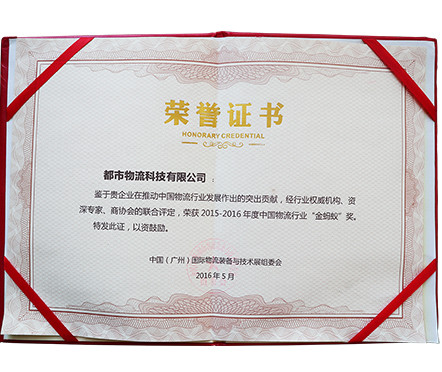 荣誉证书
HONORARY CREDENTIAL
都市物流科技有限公司：
鉴于贵企业在推动中国物流行业发展作出的突出贡献，经行业权威机构、资
深专家、商协会的联合评定，荣获 2015-2016 年度中国物流行业“金蚂蚁”奖。
特发此证，以资鼓励。
中国（广州）国际物流装备与技术展组委会
2016 年 5 月